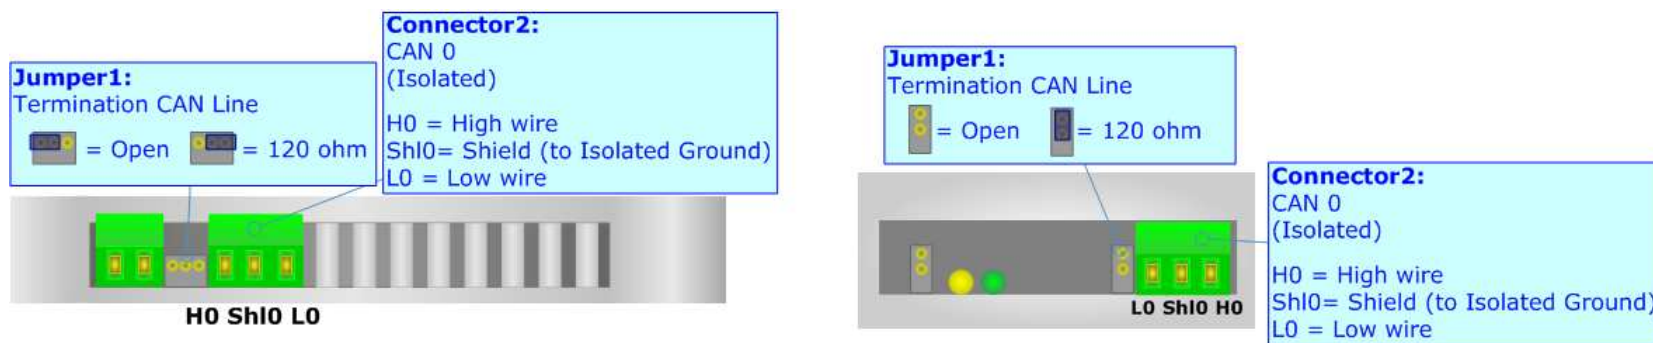 Jumper1:
Termination CAN Line
= Open = 120 ohm
Connector2:
CAN 0
(Isolated)
H0 = High wire
Shl0= Shield (to Isolated Ground)
L0 = Low wire
H0 Shl0 L0
Jumper1:
Termination CAN Line
= Open = 120 ohm
Connector2:
CAN 0
(Isolated)
H0 = High wire
Shl0= Shield (to Isolated Ground)
L0 = Low wire
L0 Shl0 H0